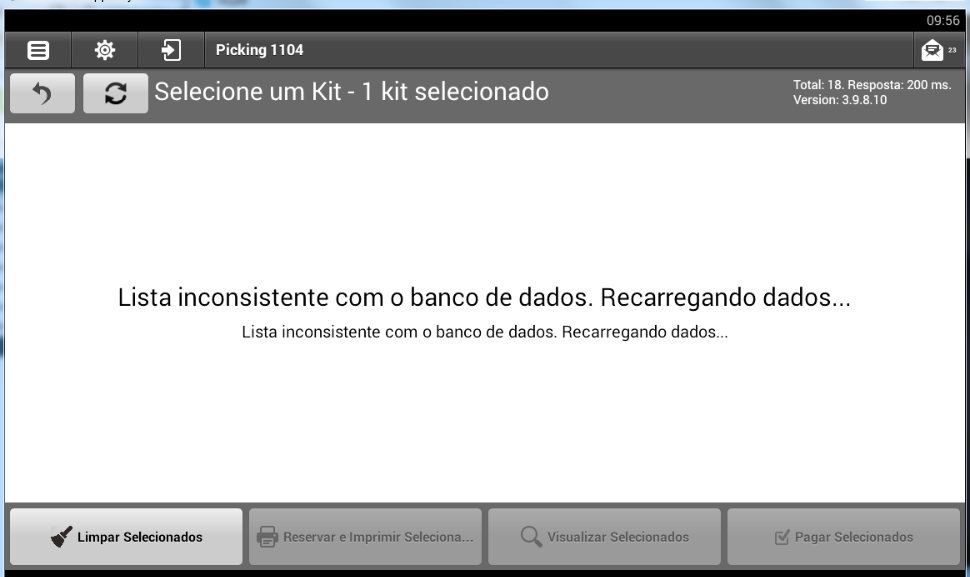 09:56
Picking 1104
23
Selecione um Kit - 1 kit selecionado
Total: 18. Resposta: 200 ms.
Version: 3.9.8.10
Lista inconsistente com o banco de dados. Recarregando dados...
Lista inconsistente com o banco de dados. Recarregando dados...
Limpar Selecionados
Reservar e Imprimir Seleciona...
Visualizar Selecionados
Pagar Selecionados